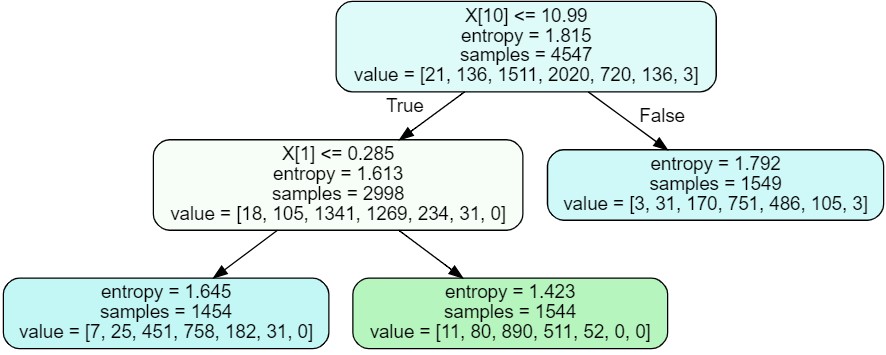 X[10] <= 10.99
entropy = 1.815
samples = 4547
value = [21, 136, 1511, 2020, 720, 136, 3]
True
False
X[1] <= 0.285
entropy = 1.613
samples = 2998
value = [18, 105, 1341, 1269, 234, 31, 0]
entropy = 1.792
samples = 1549
value = [3, 31, 170, 751, 486, 105, 3]
entropy = 1.645
samples = 1454
value = [7, 25, 451, 758, 182, 31, 0]
entropy = 1.423
samples = 1544
value = [11, 80, 890, 511, 52, 0, 0]